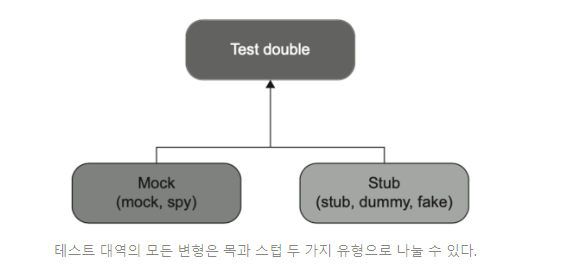 Test double
Mock
(mock, spy)
Stub
(stub, dummy, fake)
테스트 대역의 모든 변형은 목과 스텁 두 가지 유형으로 나눌 수 있다.